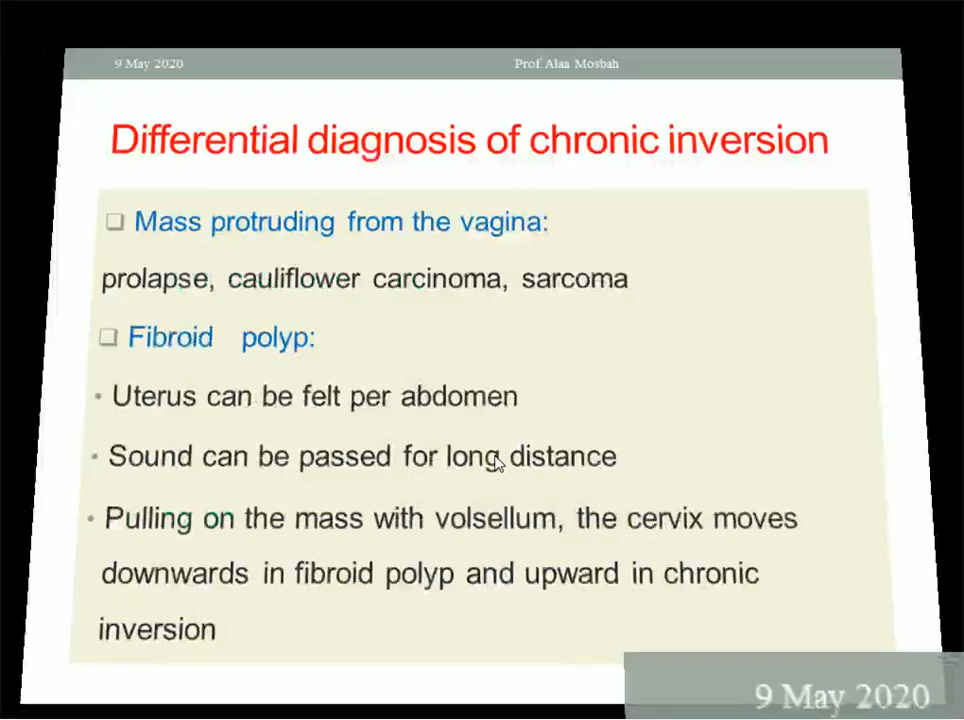 9 May 2020 Prof. Alaa Mosbah
Differential diagnosis of chronic inversion
Mass protruding from the vagina:
prolapse, cauliflower carcinoma, sarcoma
Fibroid polyp:
• Uterus can be felt per abdomen
• Sound can be passed for long distance
• Pulling on the mass with volsellum, the cervix moves
downwards in fibroid polyp and upward in chronic
inversion
9 May 2020